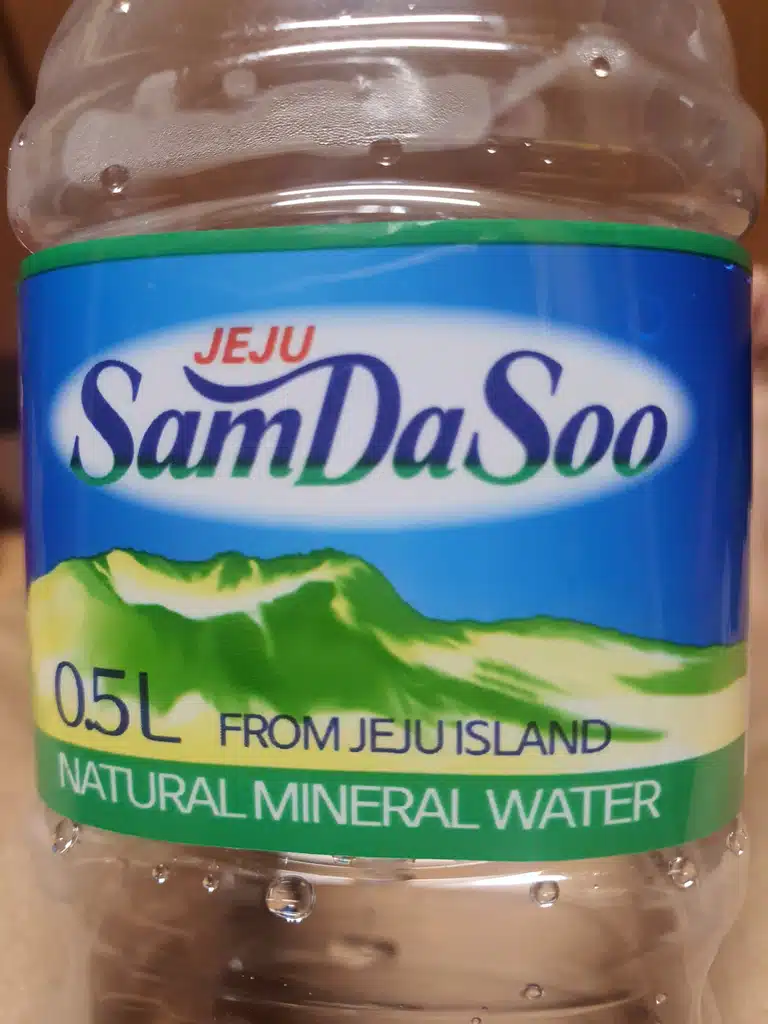 JEJU
SamDaSoo
0.5L FROM JEJU ISLAND
NATURAL MINERAL WATER